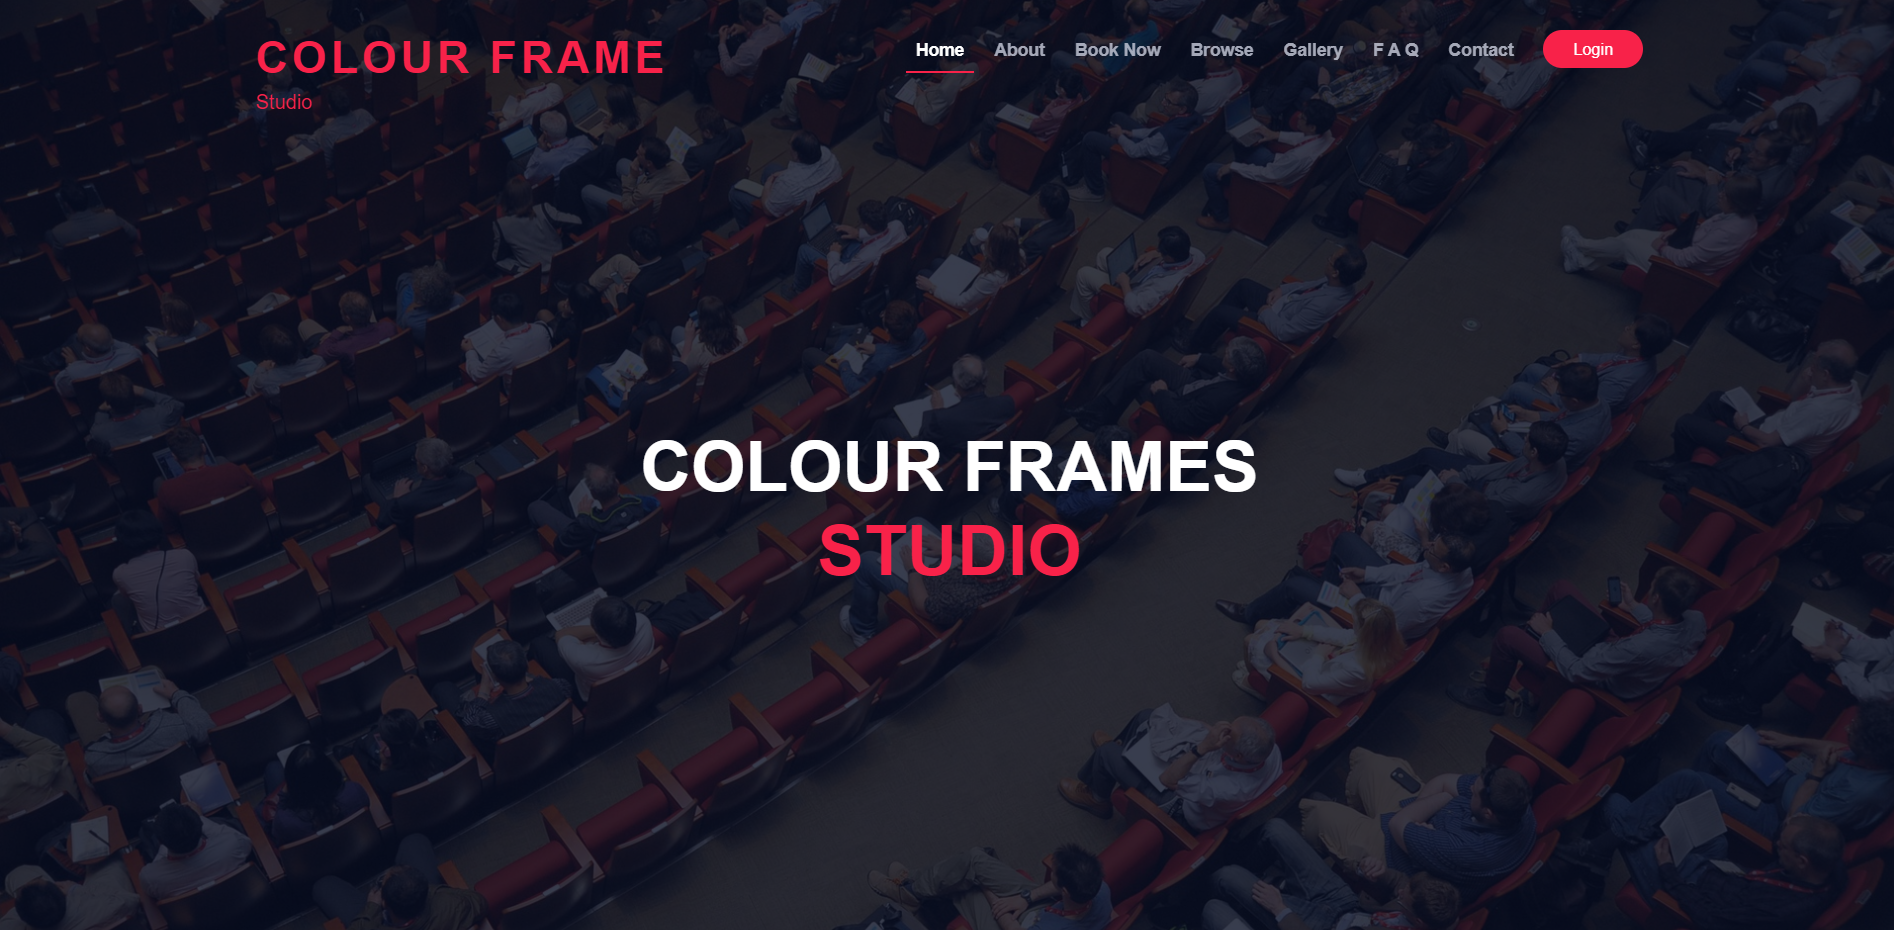 COLOUR FRAME
Studio
Home About Book Now Browse Gallery F A Q Contact Login
COLOUR FRAMES
STUDIO